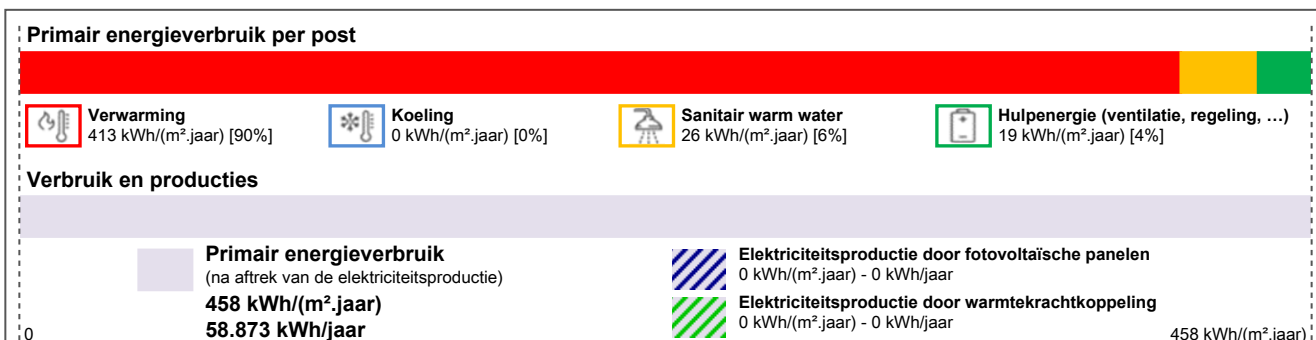 Primair energieverbruik per post
Verwarming
413 kWh/(m².jaar) [90%]
Koeling
0 kWh/(m².jaar) [0%]
Sanitair warm water
26 kWh/(m².jaar) [6%]
Hulpenergie (ventilatie, regeling, …)
19 kWh/(m².jaar) [4%]
Verbruik en producties
Primair energieverbruik
(na aftrek van de elektriciteitsproductie)
458 kWh/(m².jaar)
58.873 kWh/jaar
Elektriciteitsproductie door fotovoltaïsche panelen
0 kWh/(m².jaar) - 0 kWh/jaar
Elektriciteitsproductie door warmtekrachtkoppeling
0 kWh/(m².jaar) - 0 kWh/jaar
0
458 kWh/(m².jaar)